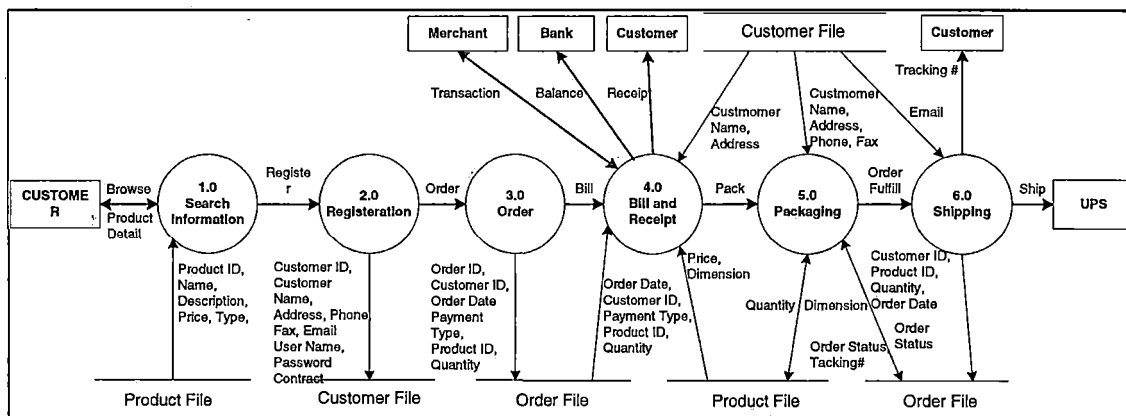 Merchant
Bank
Customer
Customer File
Customer
Transaction
Balance
Receipt
Custmomer
Name,
Address
Custmomer
Name,
Address,
Phone, Fax
Email
Tracking #
CUSTOME
R
Browse
Product
Detail
1.0
Search
Information
Registe
r
2.0
Registeration
Order
3.0
Order
Bill
4.0
Bill and
Receipt
Pack
5.0
Packaging
Order
Fulfill
6.0
Shipping
Ship
UPS
Product ID,
Name,
Description,
Price, Type,
Customer ID,
Customer
Name,
Address, Phone
Fax, Email
User Name,
Password
Contract
Order ID,
Customer ID,
Order Date
Payment
Type,
Product ID,
Quantity
Order Date,
Customer ID,
Payment Type,
Product ID,
Quantity
Price,
Dimension
Quantity
Dimension
Order Status,
Tacking#
Customer ID,
Product ID,
Quantity,
Order Date
Order
Status
Product File
Customer File
Order File
Product File
Order File